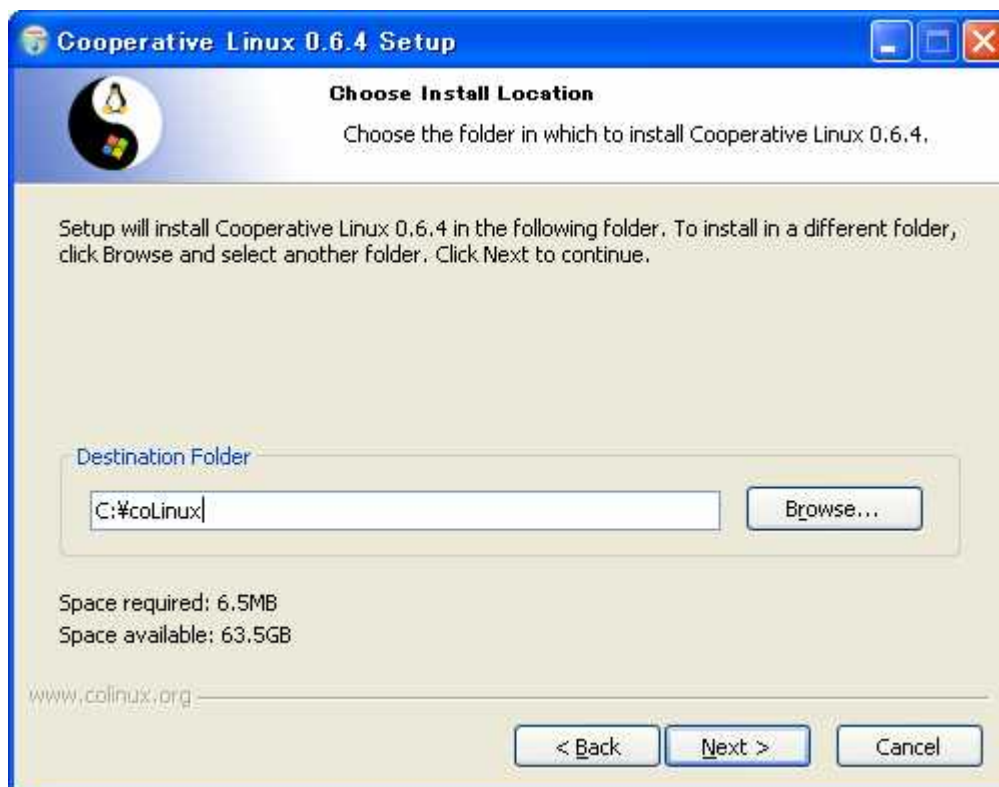 Cooperative Linux 0.6.4 Setup
Choose Install Location
Choose the folder in which to install Cooperative Linux 0.6.4.
Setup will install Cooperative Linux 0.6.4 in the following folder. To install in a different folder,
click Browse and select another folder. Click Next to continue.
Destination Folder
C:¥coLinux
Browse...
Space required: 6.5MB
Space available: 63.5GB
www.colinux.org
< Back
Next >
Cancel